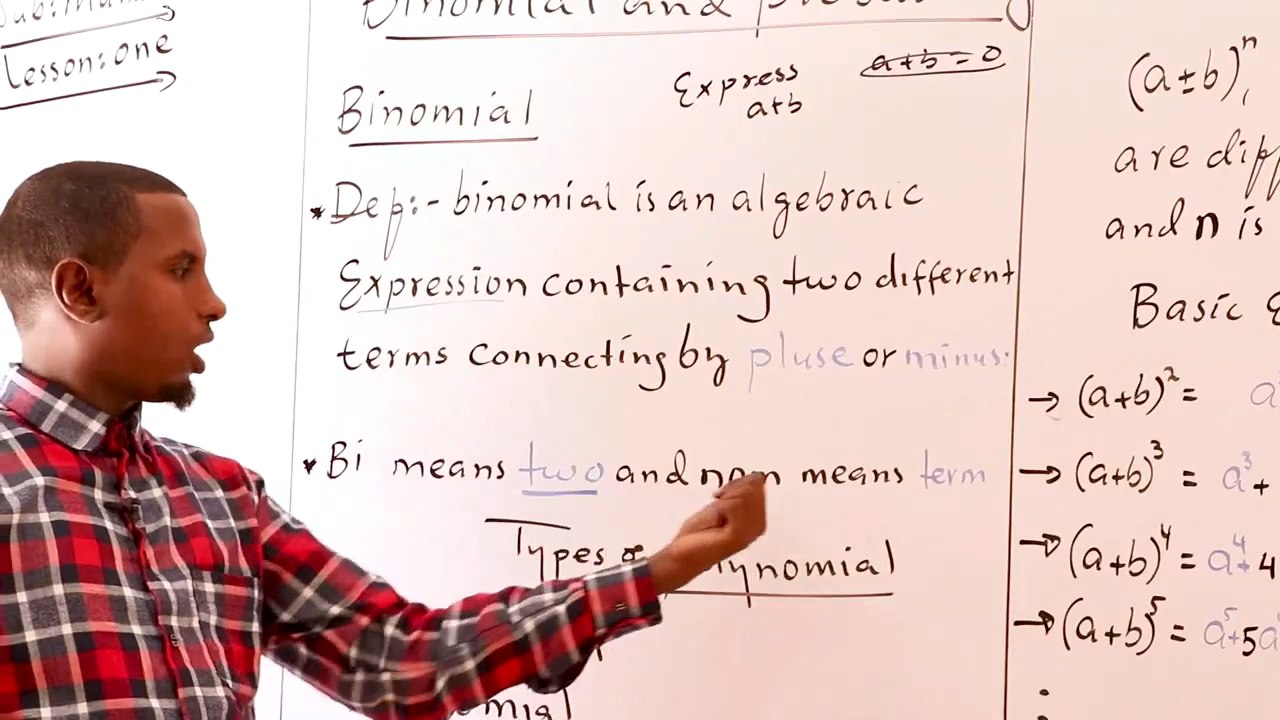 Lesson: one
Binomial and
Binomial
Express
a+b
a+b=0
*Def:- binomial is an algebraic
Expression containing two different
terms connecting by pluse or minus.
* Bi means two and nom means term
Types
(a±b)ⁿ,
are
and n is
Basic
→ (a+b)² = a
→ (a+b)³ = a³+
→ (a+b)⁴ = a⁴+4
→ (a+b)⁵ = a⁵+5a